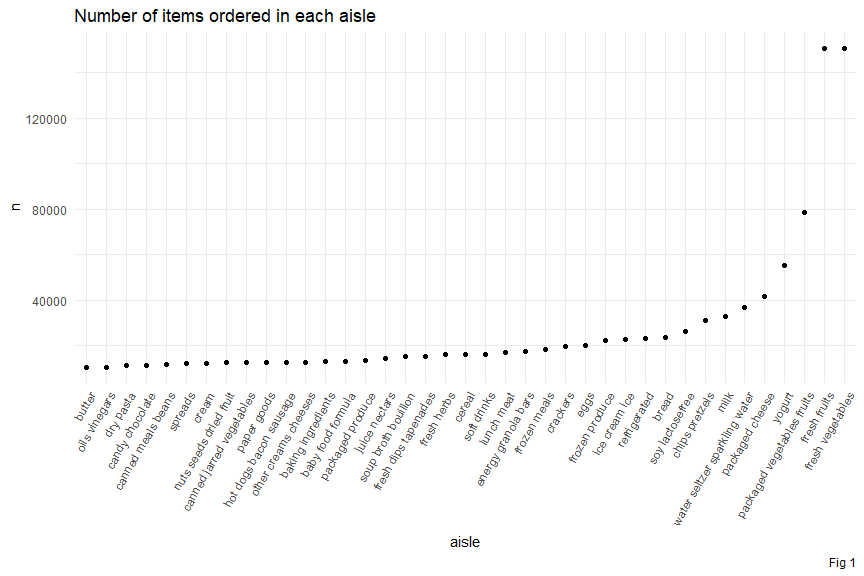 Number of items ordered in each aisle
n
120000
80000
40000
butter
oils vinegars
dry pasta
candy chocolate
canned meals beans
spreads
cream
nuts seeds dried fruit
canned jarred vegetables
paper goods
hot dogs bacon sausage
other creams cheeses
baking ingredients
baby food formula
packaged produce
juice nectars
soup broth bouillon
fresh dips tapenades
fresh herbs
cereal
soft drinks
lunch meat
energy granola bars
frozen meals
crackers
eggs
frozen produce
ice cream ice
refrigerated
bread
soy lactosefree
chips pretzels
milk
water seltzer sparkling water
packaged cheese
yogurt
packaged vegetables fruits
fresh fruits
fresh vegetables
aisle
Fig 1